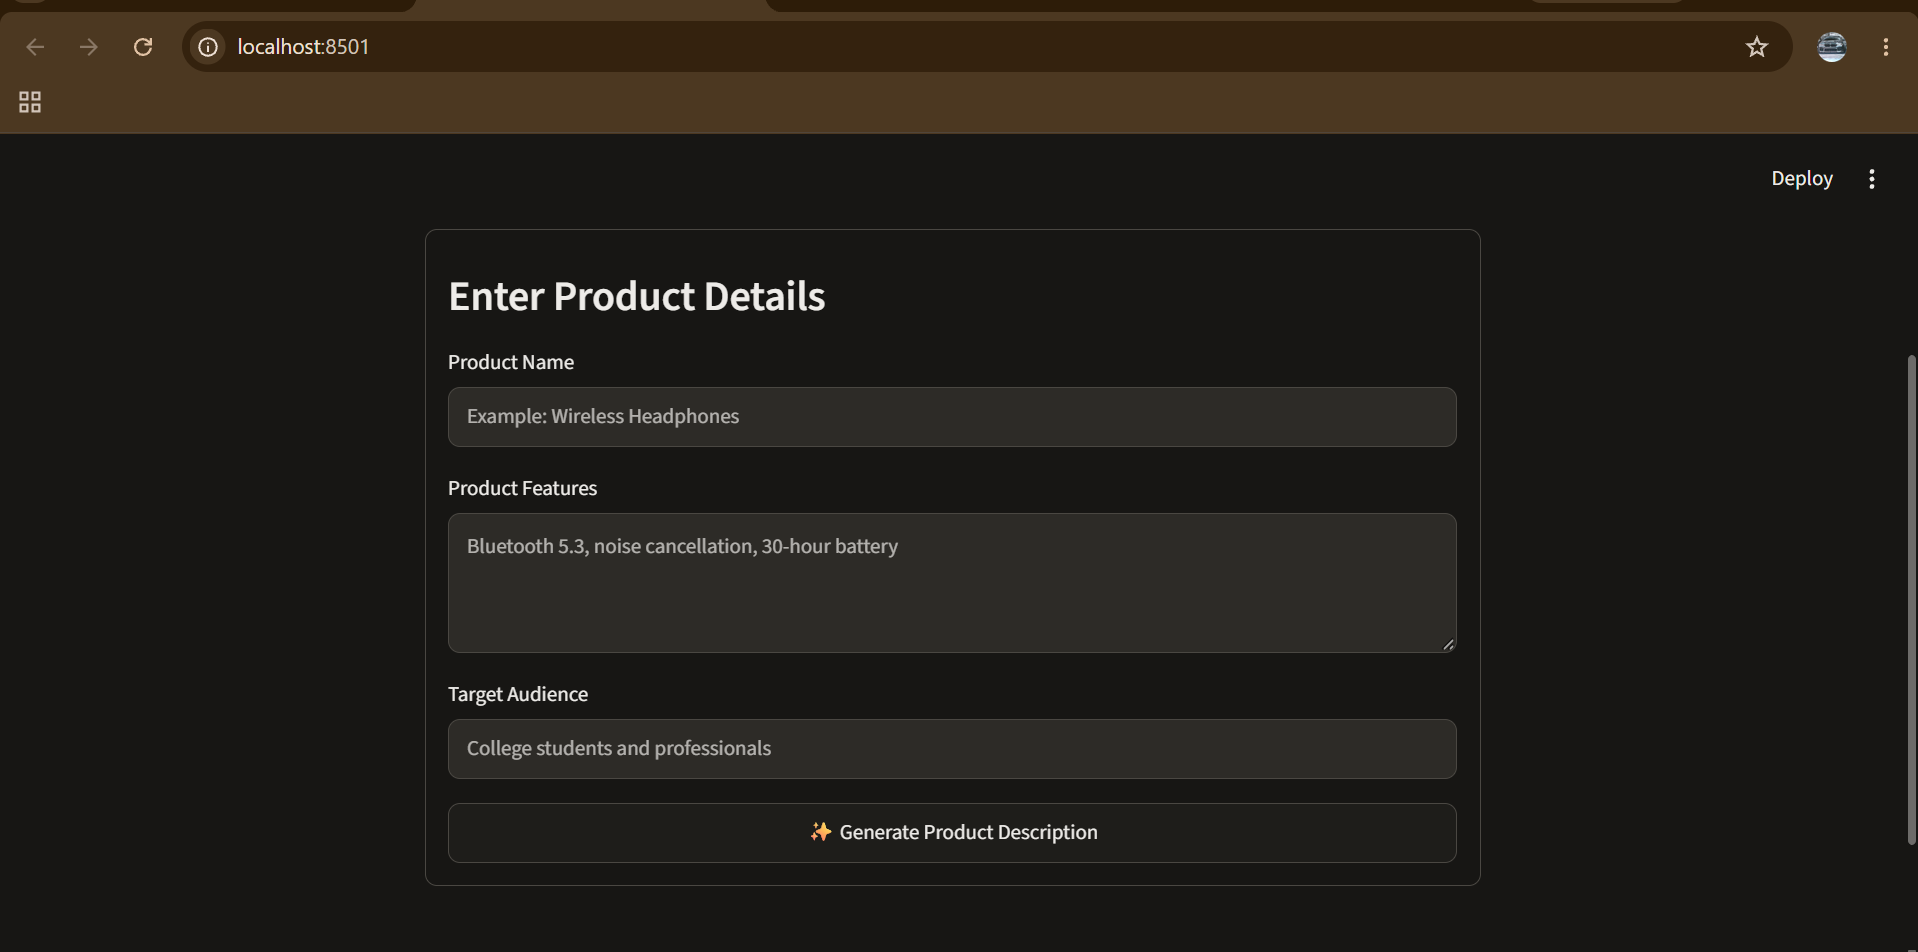 localhost:8501
Deploy
Enter Product Details
Product Name
Example: Wireless Headphones
Product Features
Bluetooth 5.3, noise cancellation, 30-hour battery
Target Audience
College students and professionals
✨ Generate Product Description